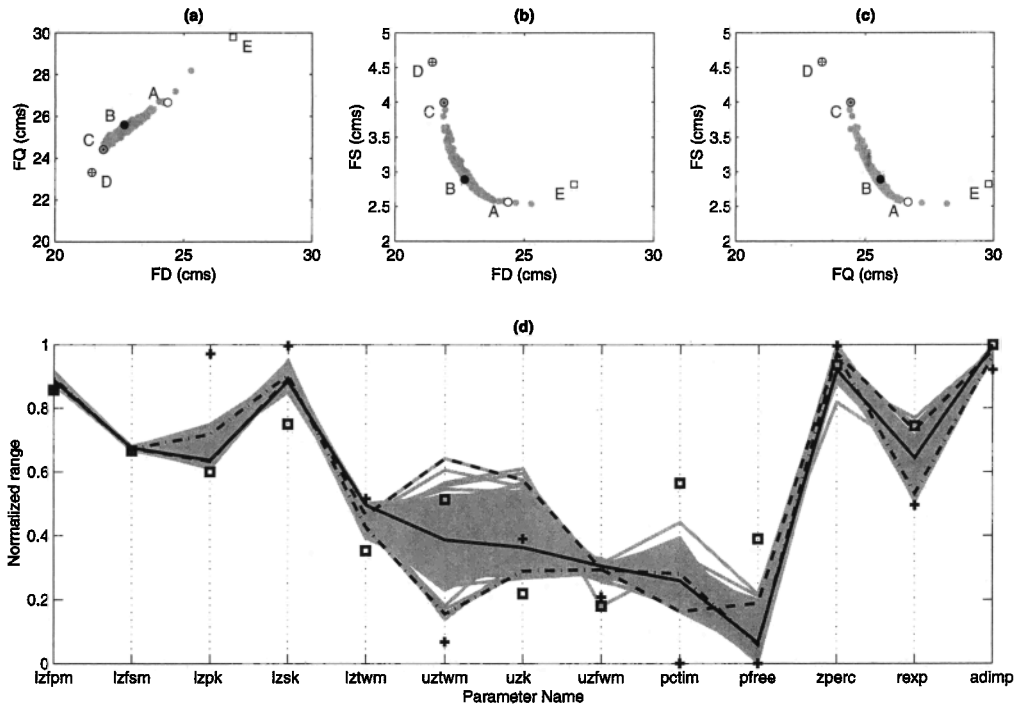 (a)
30
28
26
24
22
20
FQ (cms)
A
B
C
D
E
20
25
30
FD (cms)
(b)
5
4.5
4
3.5
3
2.5
2
FS (cms)
D
C
B
A
E
20
25
30
FD (cms)
(c)
5
4.5
4
3.5
3
2.5
2
FS (cms)
D
C
B
A
E
20
25
30
FQ (cms)
(d)
1
0.8
0.6
0.4
0.2
0
Normalized range
lzfpm lzfsm lzpk lzsk lztwm uztwm uzk uzfwm pctim pfree zperc rexp adimp
Parameter Name